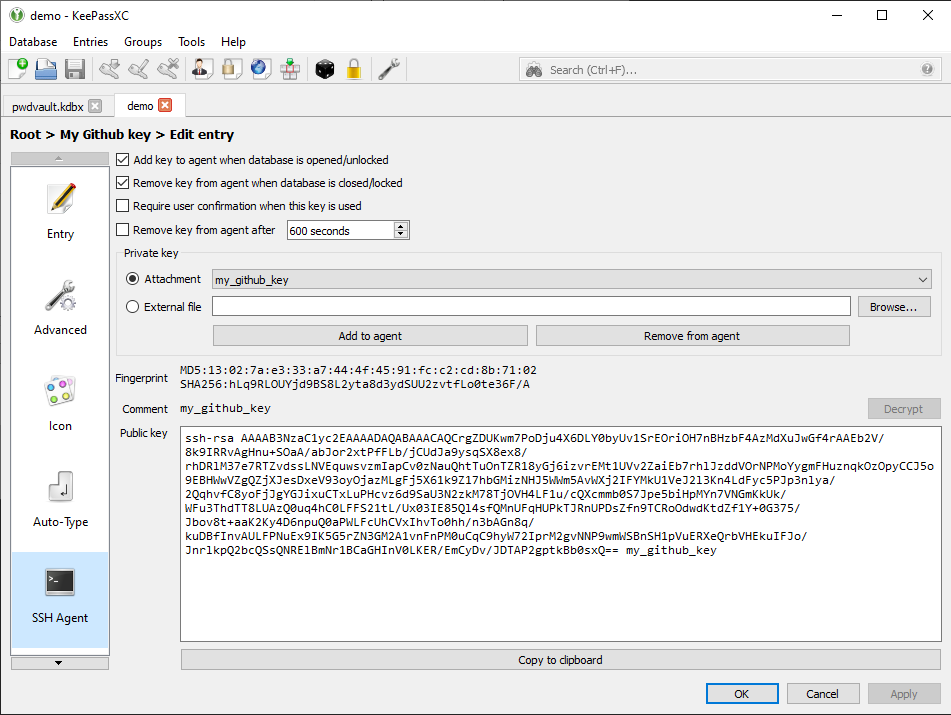 demo - KeePassXC
Database Entries Groups Tools Help
Search (Ctrl+F)...
pwdvault.kdbx demo
Root > My Github key > Edit entry
Add key to agent when database is opened/unlocked
Remove key from agent when database is closed/locked
Require user confirmation when this key is used
Remove key from agent after 600 seconds
Entry
Advanced
Icon
Auto-Type
SSH Agent
Private key
Attachment my_github_key
External file Browse...
Add to agent Remove from agent
Fingerprint MD5:13:02:7a:e3:33:a7:44:4f:45:91:fc:c2:cd:8b:71:02
SHA256:hLq9RLOUYjd9BS8L2yta8d3ydSUU2zvtfLo0te36F/A
Comment my_github_key
Decrypt
Public key
ssh-rsa AAAAB3NzaC1yc2EAAAADAQABAAACAQCrgZDUKwm7PoDju4X6DLY0byUv1SrEOriOH7nBHzbF4AzMdXuJwGf4rAAEb2V/
8k9IRRvAgHnu+SOaA/abJor2xtPfFLb/jCUdJa9ysqSX8ex8/
rhDRlM37e7RTZvdssLNVEquwsvzmIapCv0zNauQhtTuOnTZR18yGj6izvrEMt1UVv2ZaiEb7rhlJzddVOrNPMoYygmFHuznqkOzOpyCCJ5o
9EBHWwVZgQZjXJesDxeV93oyOjazMLgFj5X61k9Z17hbGMizNHJ5WWm5AvWXj2IFYMkU1VeJ2l3Kn4LdFyc5PJp3nlya/
2QqhvfC8yoFjJgYGJixuCTxLuPHcvz6d9SaU3N2zkM78TjOVH4LF1u/cQXcmmb0S7Jpe5biHpMYn7VNGmKkUk/
WFu3ThdTT8LUAzQ0uq4hC0LFFS21tL/Ux03IE85Ql4sfQMnUFqHUPkTJRnUPDsZfn9TCRoOdwdKtdZf1Y+0G375/
Jbov8t+aaK2Ky4D6npuQ0aPWLFcUhCVxIhvTo0hh/n3bAGn8q/
kuDBfInvAULFPNuEx9IK5G5rZN3GM2A1vnFnPM0uCqC9hyW72IprM2gvNNP9wmWSBnSH1pVuERXeQrbVHEkuIFJo/
JnrlkpQ2bcQSsQNRElBmNr1BCaGHInV0LKER/EmCyDv/JDTAP2gptkBb0sxQ== my_github_key
Copy to clipboard
OK Cancel Apply